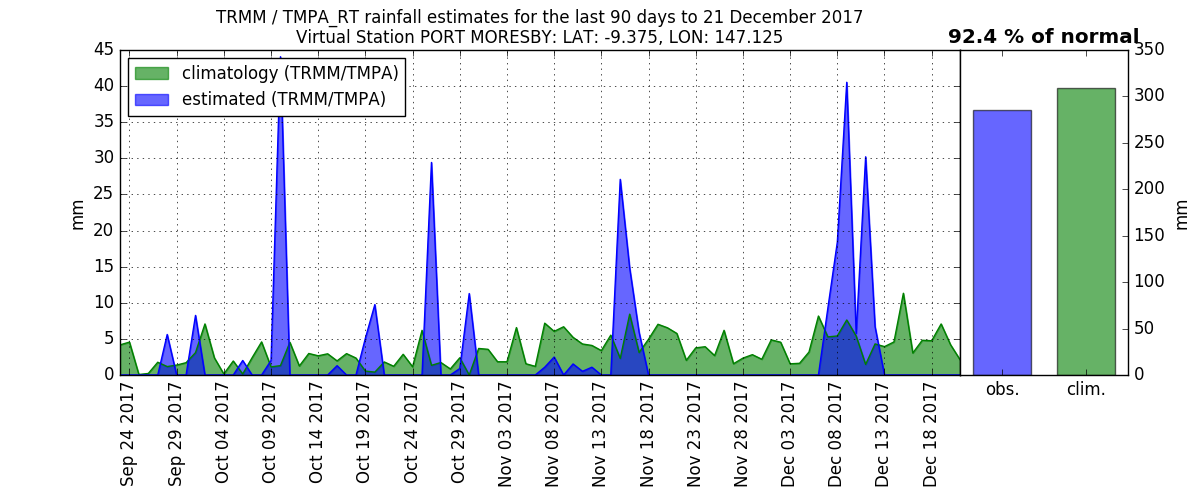 TRMM / TMPA_RT rainfall estimates for the last 90 days to 21 December 2017
Virtual Station PORT MORESBY: LAT: -9.375, LON: 147.125
92.4 % of normal
climatology (TRMM/TMPA)
estimated (TRMM/TMPA)
45
40
35
30
25
20
15
10
5
0
mm
Sep 24 2017
Sep 29 2017
Oct 04 2017
Oct 09 2017
Oct 14 2017
Oct 19 2017
Oct 24 2017
Oct 29 2017
Nov 03 2017
Nov 08 2017
Nov 13 2017
Nov 18 2017
Nov 23 2017
Nov 28 2017
Dec 03 2017
Dec 08 2017
Dec 13 2017
Dec 18 2017
350
300
250
200
150
100
50
0
mm
obs.
clim.